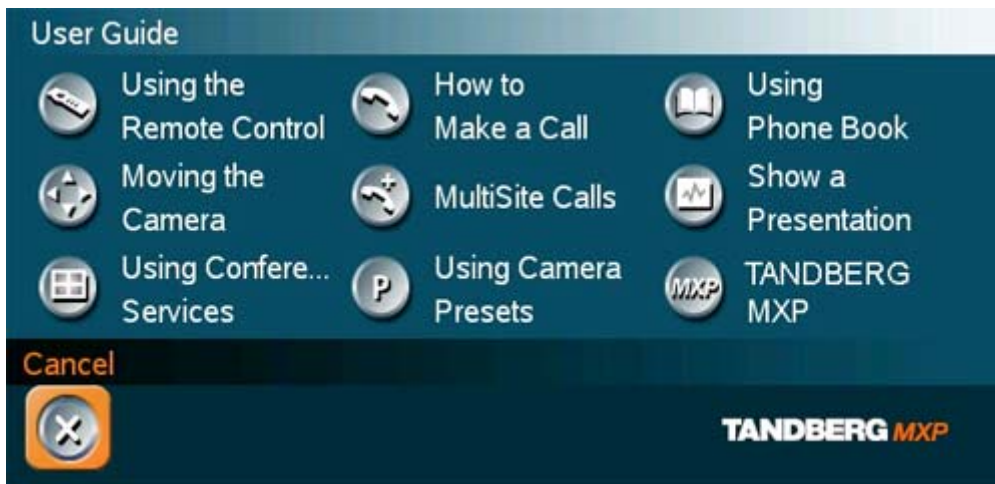 User Guide
Using the
Remote Control
How to
Make a Call
Using
Phone Book
Moving the
Camera
MultiSite Calls
Show a
Presentation
Using Confere...
Services
P
Using Camera
Presets
MXP
TANDBERG
MXP
Cancel
TANDBERG MXP